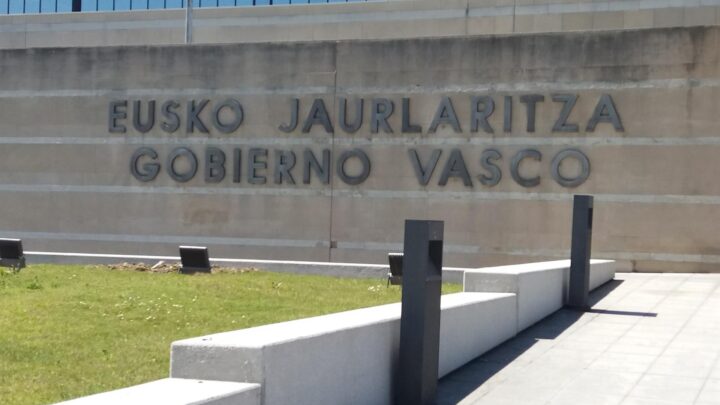 EUSKO JAURLARITZA
GOBIERNO VASCO